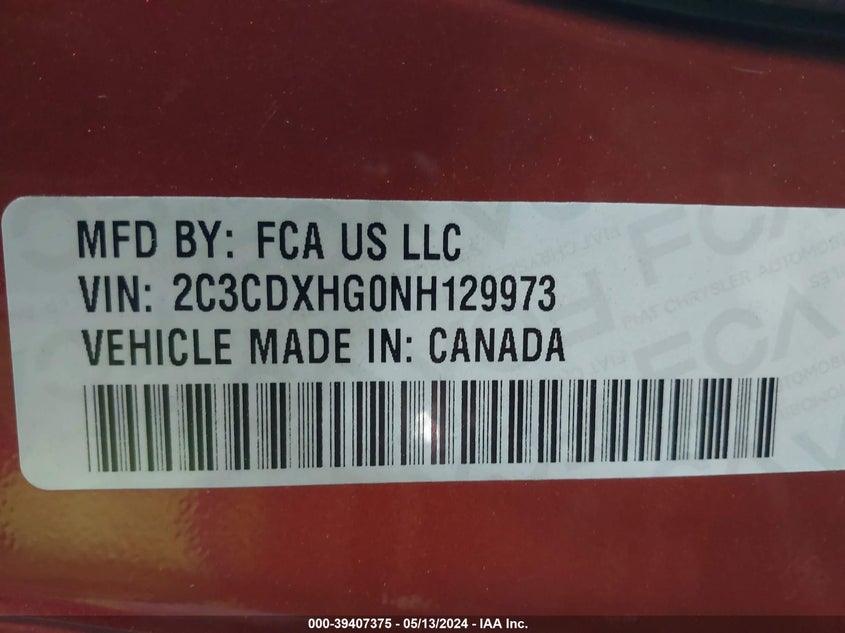 MFD BY: FCA US LLC
VIN: 2C3CDXHG0NH129973
VEHICLE MADE IN: CANADA
000-39407375 - 05/13/2024 - IAA Inc.